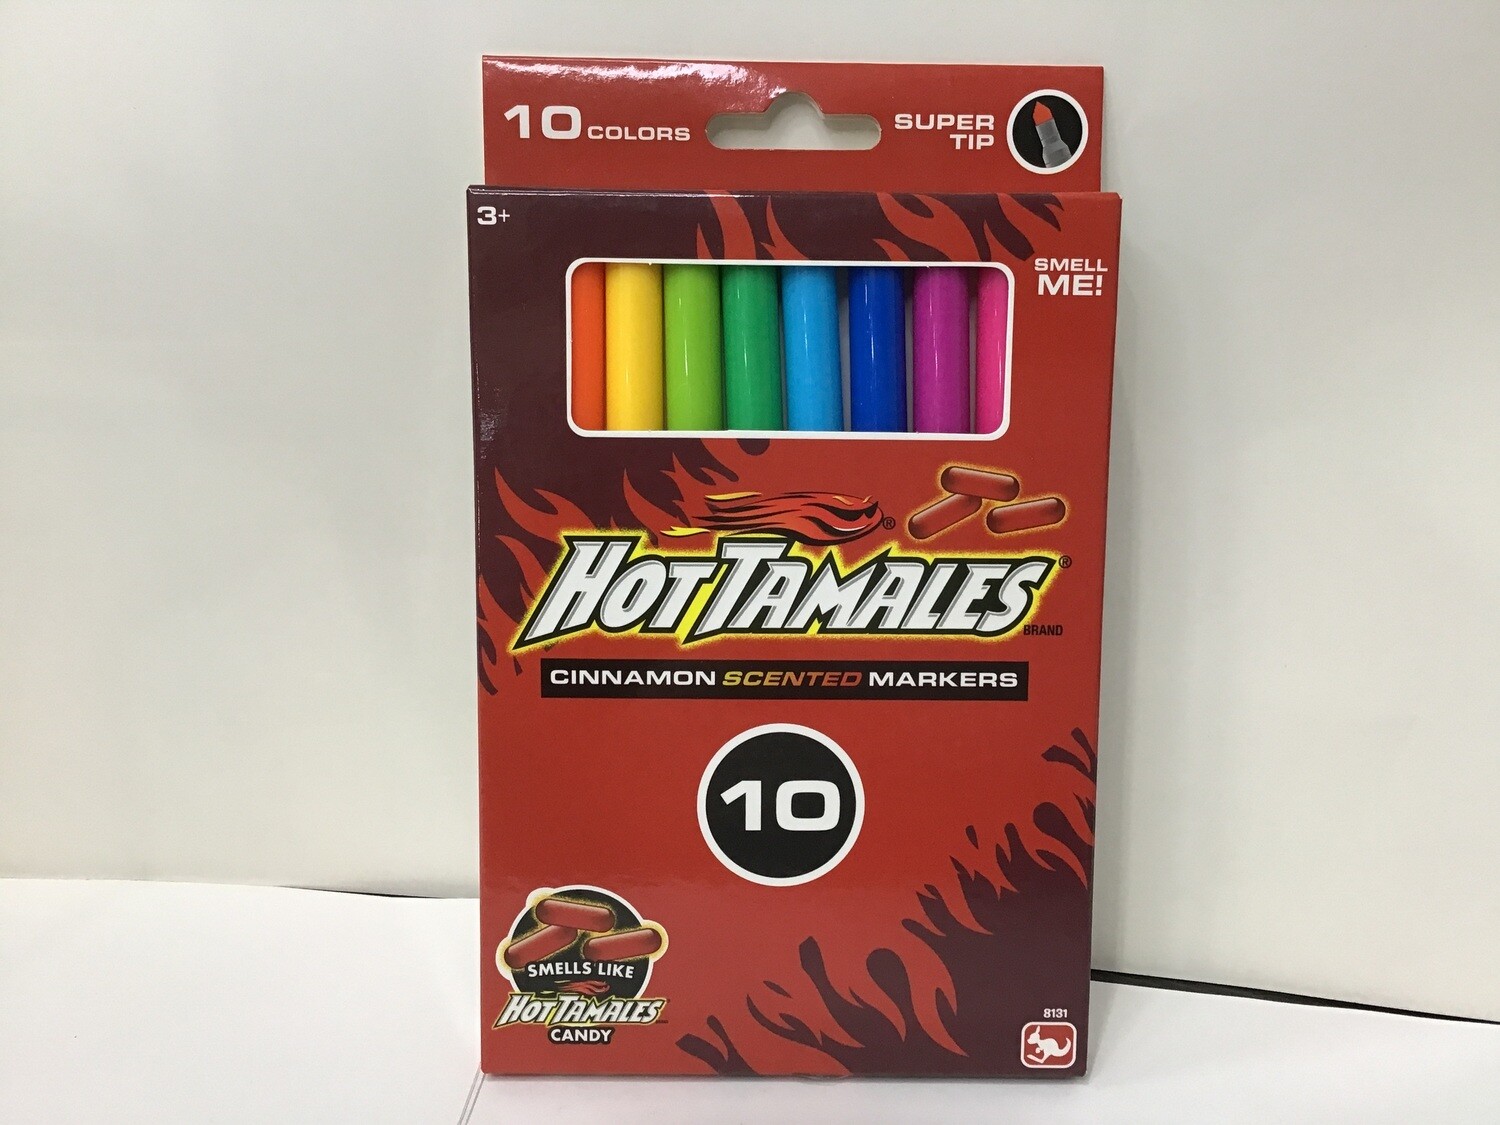 10 COLORS
SUPER
TIP
3+
SMELL
ME!
®
HOT TAMALES®
BRAND
CINNAMON SCENTED MARKERS
10
SMELLS LIKE
HOT TAMALES
CANDY
8131